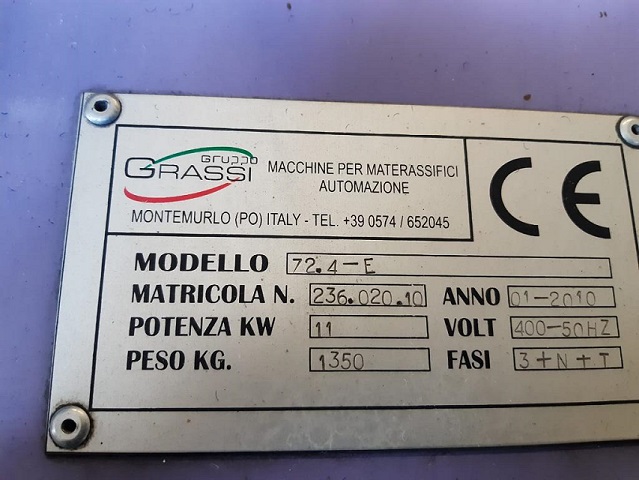 Gruppo
GRASSI
MACCHINE PER MATERASSIFICI
AUTOMAZIONE
MONTEMURLO (PO) ITALY - TEL. +39 0574 / 652045
CE
MODELLO 72.4-E
MATRICOLA N. 236.020.10 ANNO 01-2010
POTENZA KW 11 VOLT 400-50HZ
PESO KG. 1350 FASI 3+N+T